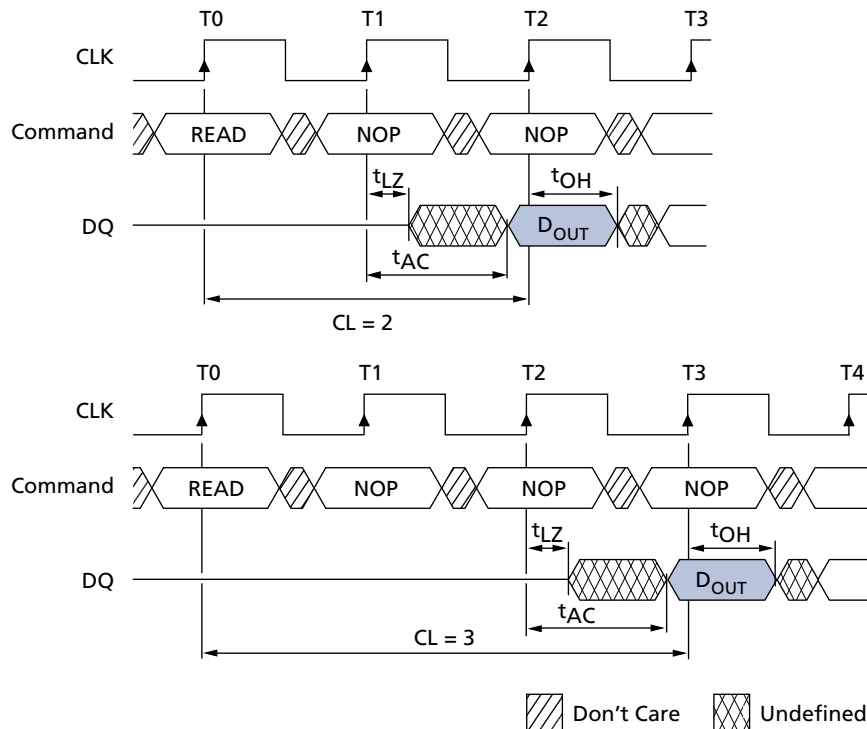 T0 T1 T2 T3
CLK
Command READ NOP NOP
tLZ tOH
DQ DOUT
tAC
CL = 2
T0 T1 T2 T3 T4
CLK
Command READ NOP NOP NOP
tLZ tOH
DQ DOUT
tAC
CL = 3
Don't Care Undefined